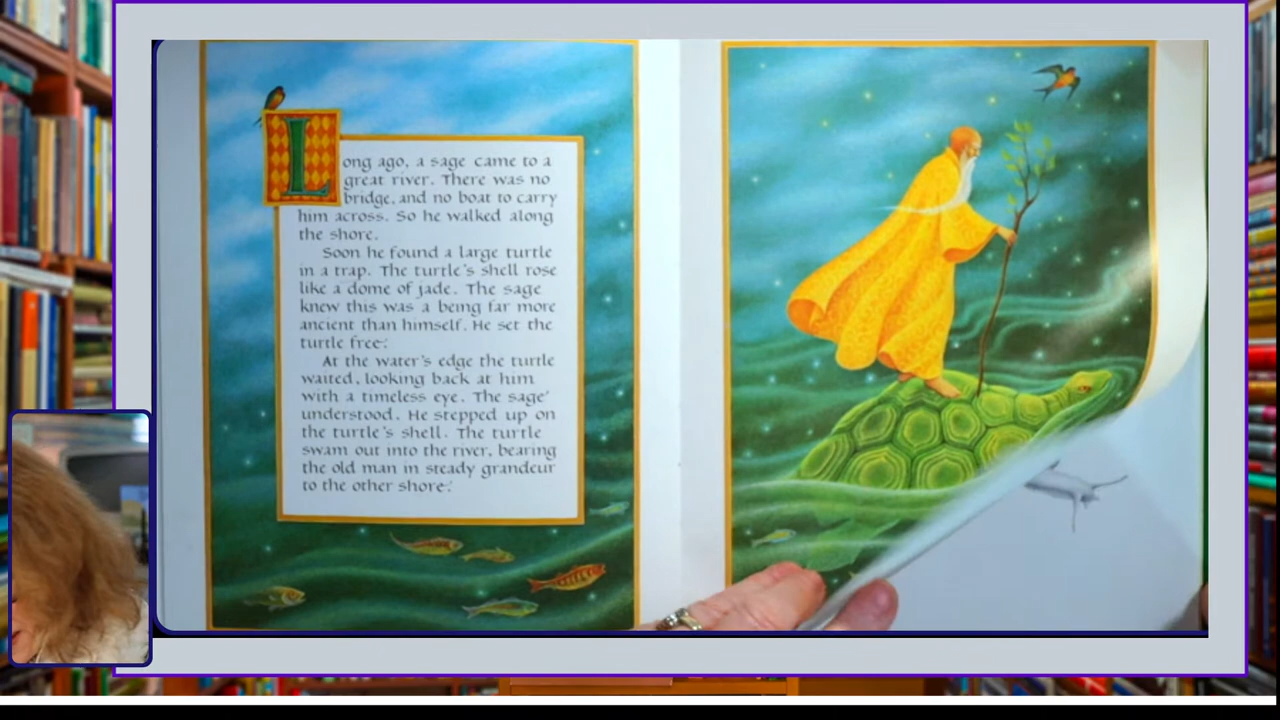 Long ago, a sage came to a
great river. There was no
bridge, and no boat to carry
him across. So he walked along
the shore.
Soon he found a large turtle
in a trap. The turtle's shell rose
like a dome of jade. The sage
knew this was a being far more
ancient than himself. He set the
turtle free.
At the water's edge the turtle
waited, looking back at him
with a timeless eye. The sage
understood. He stepped up on
the turtle's shell. The turtle
swam out into the river, bearing
the old man in steady grandeur
to the other shore.